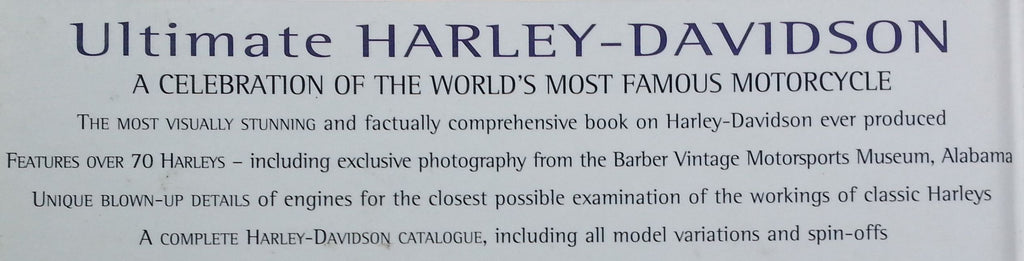 Ultimate HARLEY-DAVIDSON
A CELEBRATION OF THE WORLD'S MOST FAMOUS MOTORCYCLE
THE MOST VISUALLY STUNNING and factually comprehensive book on Harley-Davidson ever produced
FEATURES OVER 70 HARLEYS – including exclusive photography from the Barber Vintage Motorsports Museum, Alabama
UNIQUE BLOWN-UP DETAILS of engines for the closest possible examination of the workings of classic Harleys
A COMPLETE HARLEY-DAVIDSON CATALOGUE, including all model variations and spin-offs